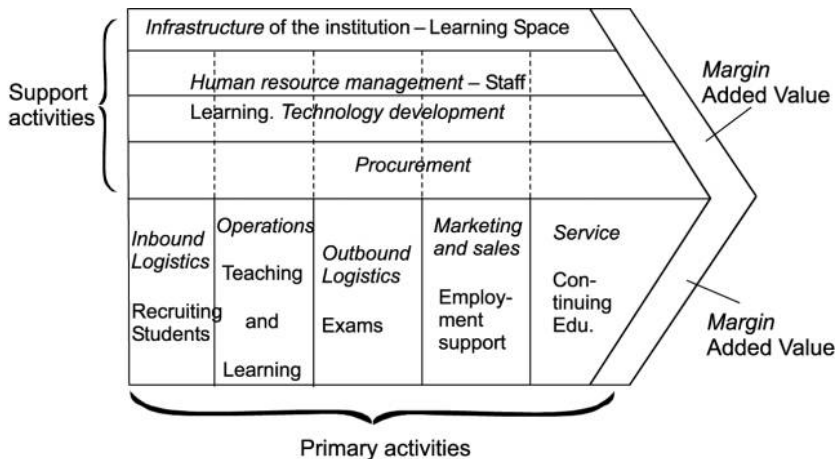 Infrastructure of the institution – Learning Space
Human resource management – Staff
Learning. Technology development
Procurement
Support
activities
Margin
Added Value
Inbound
Logistics
Recruiting
Students
Operations
Teaching
and
Learning
Outbound
Logistics
Exams
Marketing
and sales
Employ-
ment
support
Service
Con-
tinuing
Edu.
Margin
Added Value
Primary activities